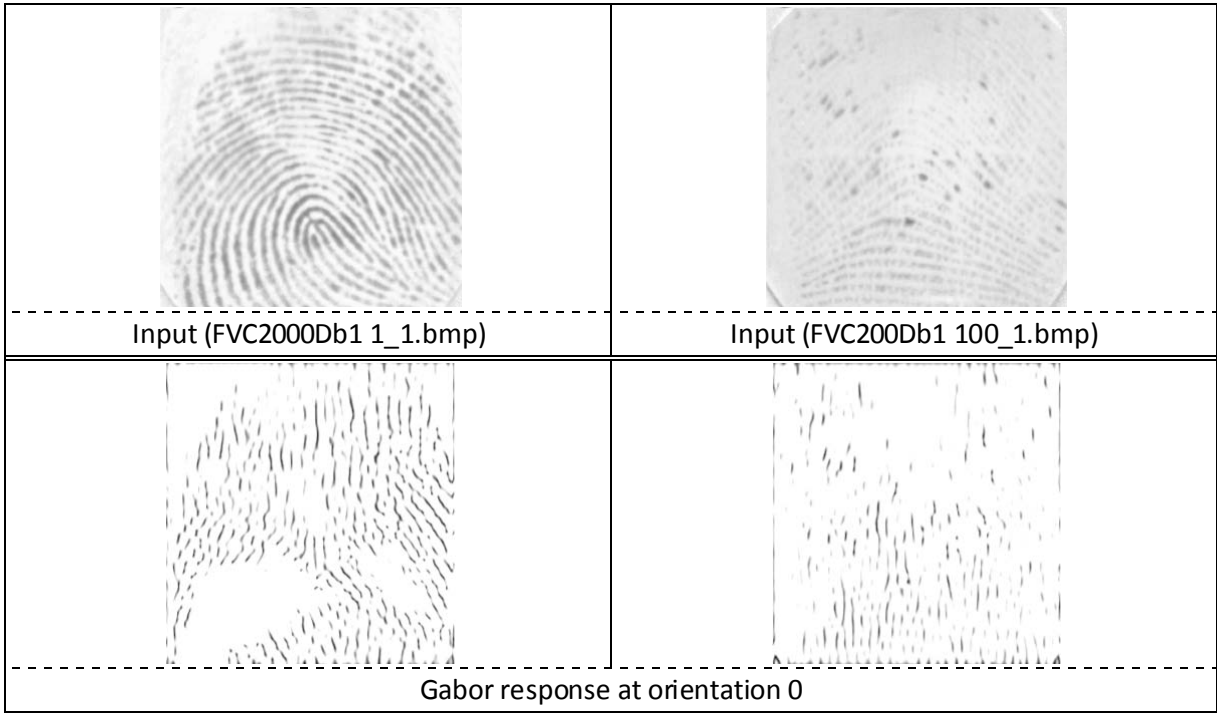 Input (FVC2000Db1 1_1.bmp)
Input (FVC200Db1 100_1.bmp)
Gabor response at orientation 0